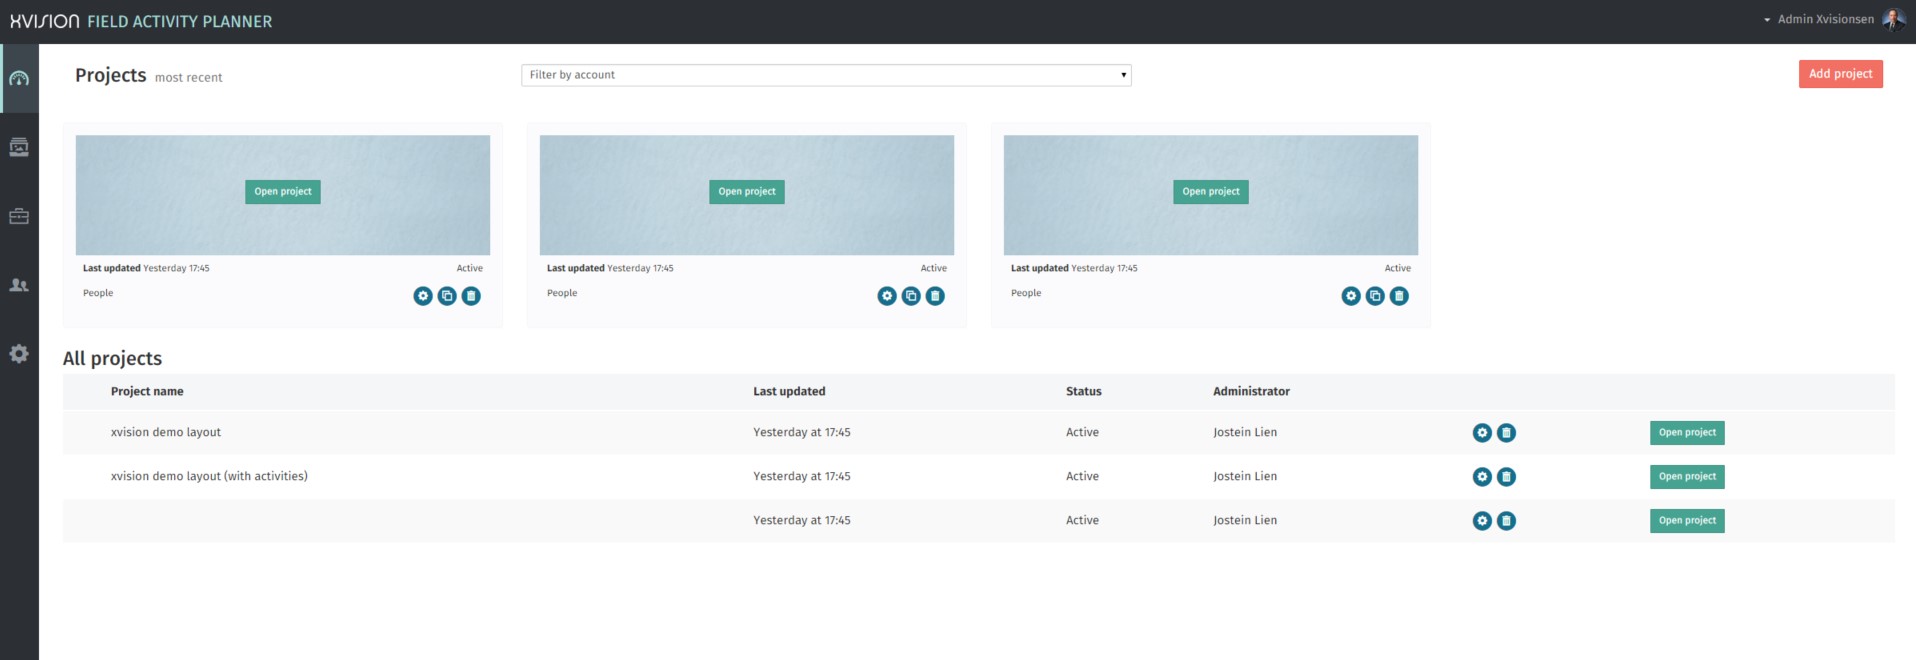 XVISION FIELD ACTIVITY PLANNER
Admin Xvisionsen
Projects most recent
Filter by account
Add project
Open project
Open project
Open project
Last updated Yesterday 17:45 Active
Last updated Yesterday 17:45 Active
Last updated Yesterday 17:45 Active
People
People
People
All projects
Project name Last updated Status Administrator
xvision demo layout Yesterday at 17:45 Active Jostein Lien Open project
xvision demo layout (with activities) Yesterday at 17:45 Active Jostein Lien Open project
Yesterday at 17:45 Active Jostein Lien Open project